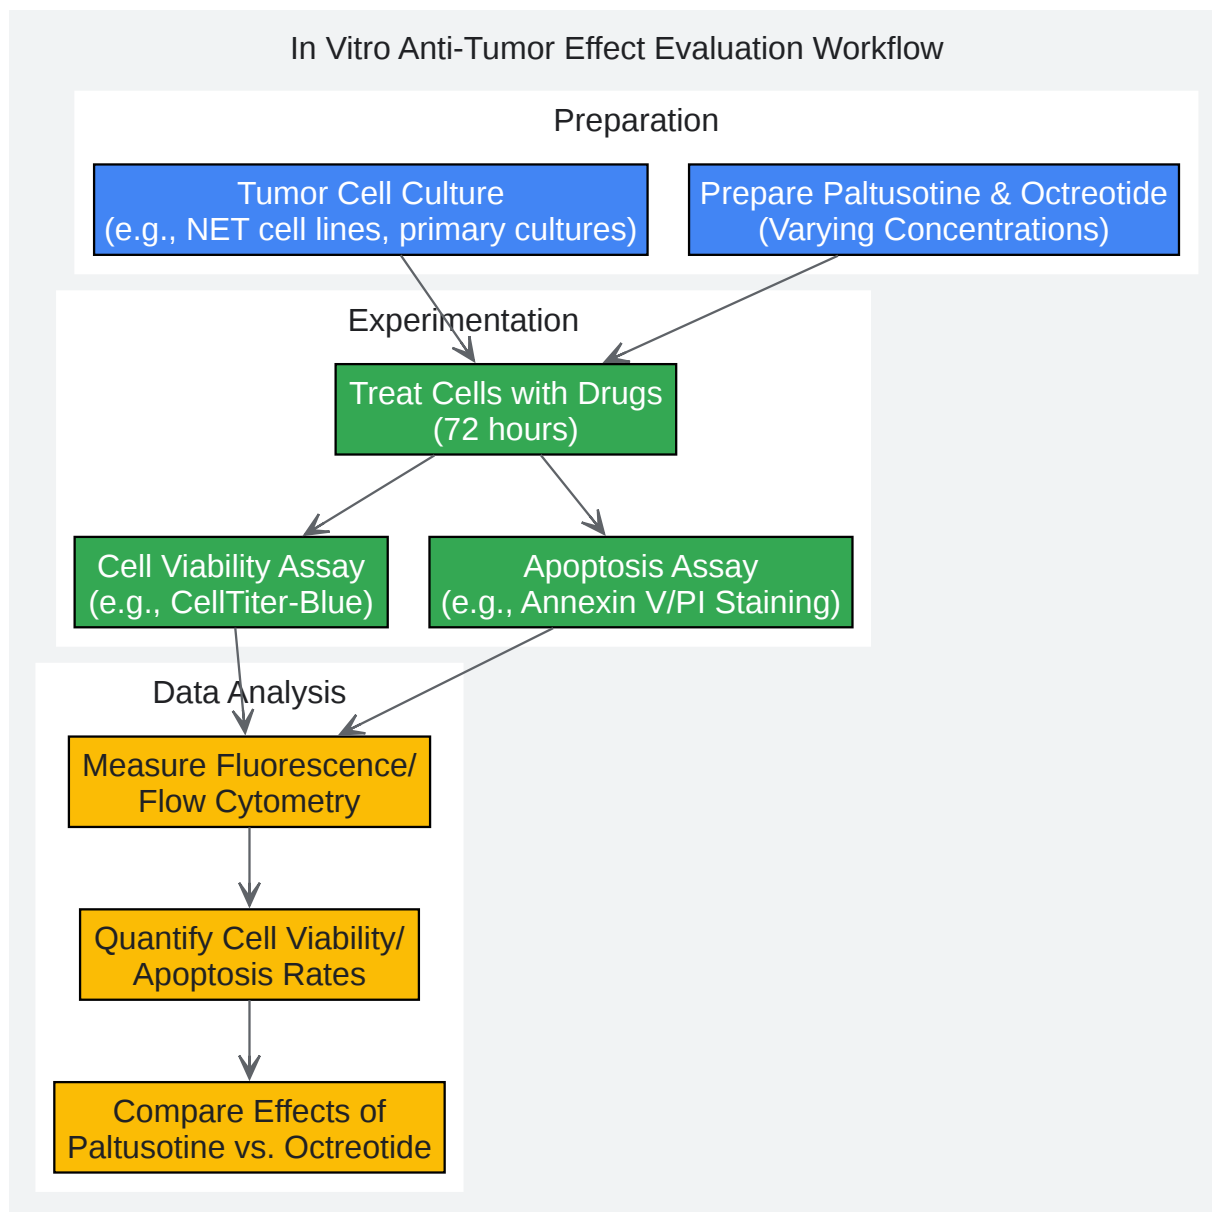 In Vitro Anti-Tumor Effect Evaluation Workflow
Preparation
Tumor Cell Culture
(e.g., NET cell lines, primary cultures)
Prepare Paltusotine & Octreotide
(Varying Concentrations)
Experimentation
Treat Cells with Drugs
(72 hours)
Cell Viability Assay
(e.g., CellTiter-Blue)
Apoptosis Assay
(e.g., Annexin V/PI Staining)
Data Analysis
Measure Fluorescence/
Flow Cytometry
Quantify Cell Viability/
Apoptosis Rates
Compare Effects of
Paltusotine vs. Octreotide